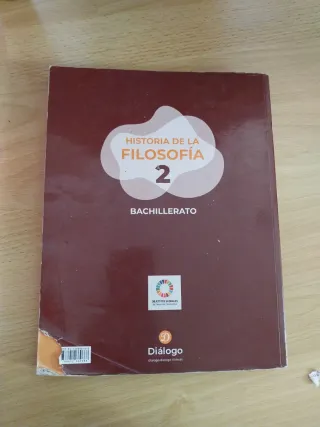 HISTORIA DE LA
FILOSOFÍA
2
BACHILLERATO
Diálogo